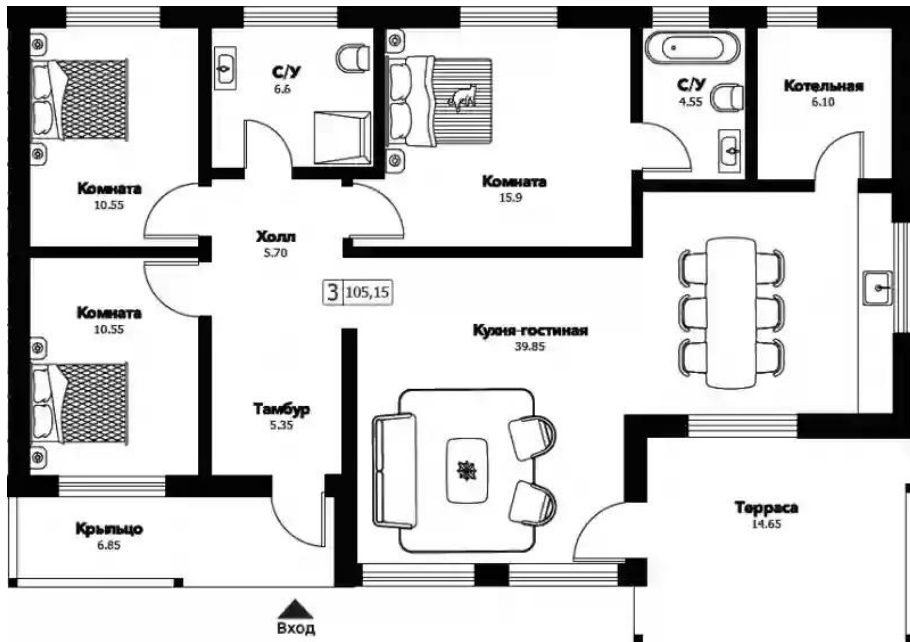 С/У
6.6
С/У
4.55
Котельная
6.10
Комната
10.55
Комната
15.9
Холл
5.70
3 105,15
Комната
10.55
Кухня-гостиная
39.85
Тамбур
5.35
Крыльцо
6.85
Терраса
14.65
Вход